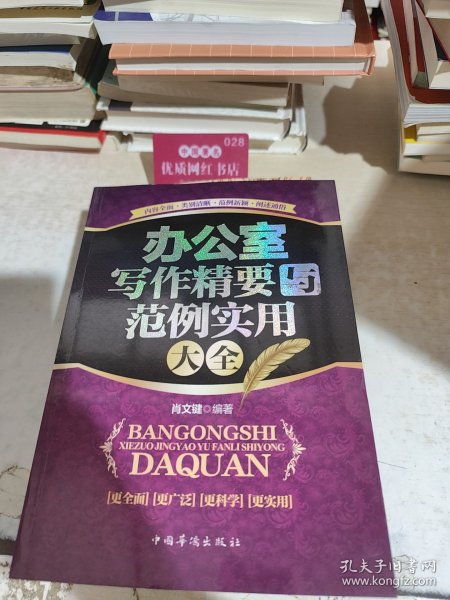 028
中国著名
优质网红书店
内容全面·类别清晰·范例新颖·阐述通俗
办公室
写作精要与
范例实用
大全
肖文键 编著
BANGONGSHI
XIEZUO JINGYAO YU FANLI SHIYONG
DAQUAN
[更全面] [更广泛] [更科学] [更实用]
中国华侨出版社
孔夫子旧书网
www.kongfz.com